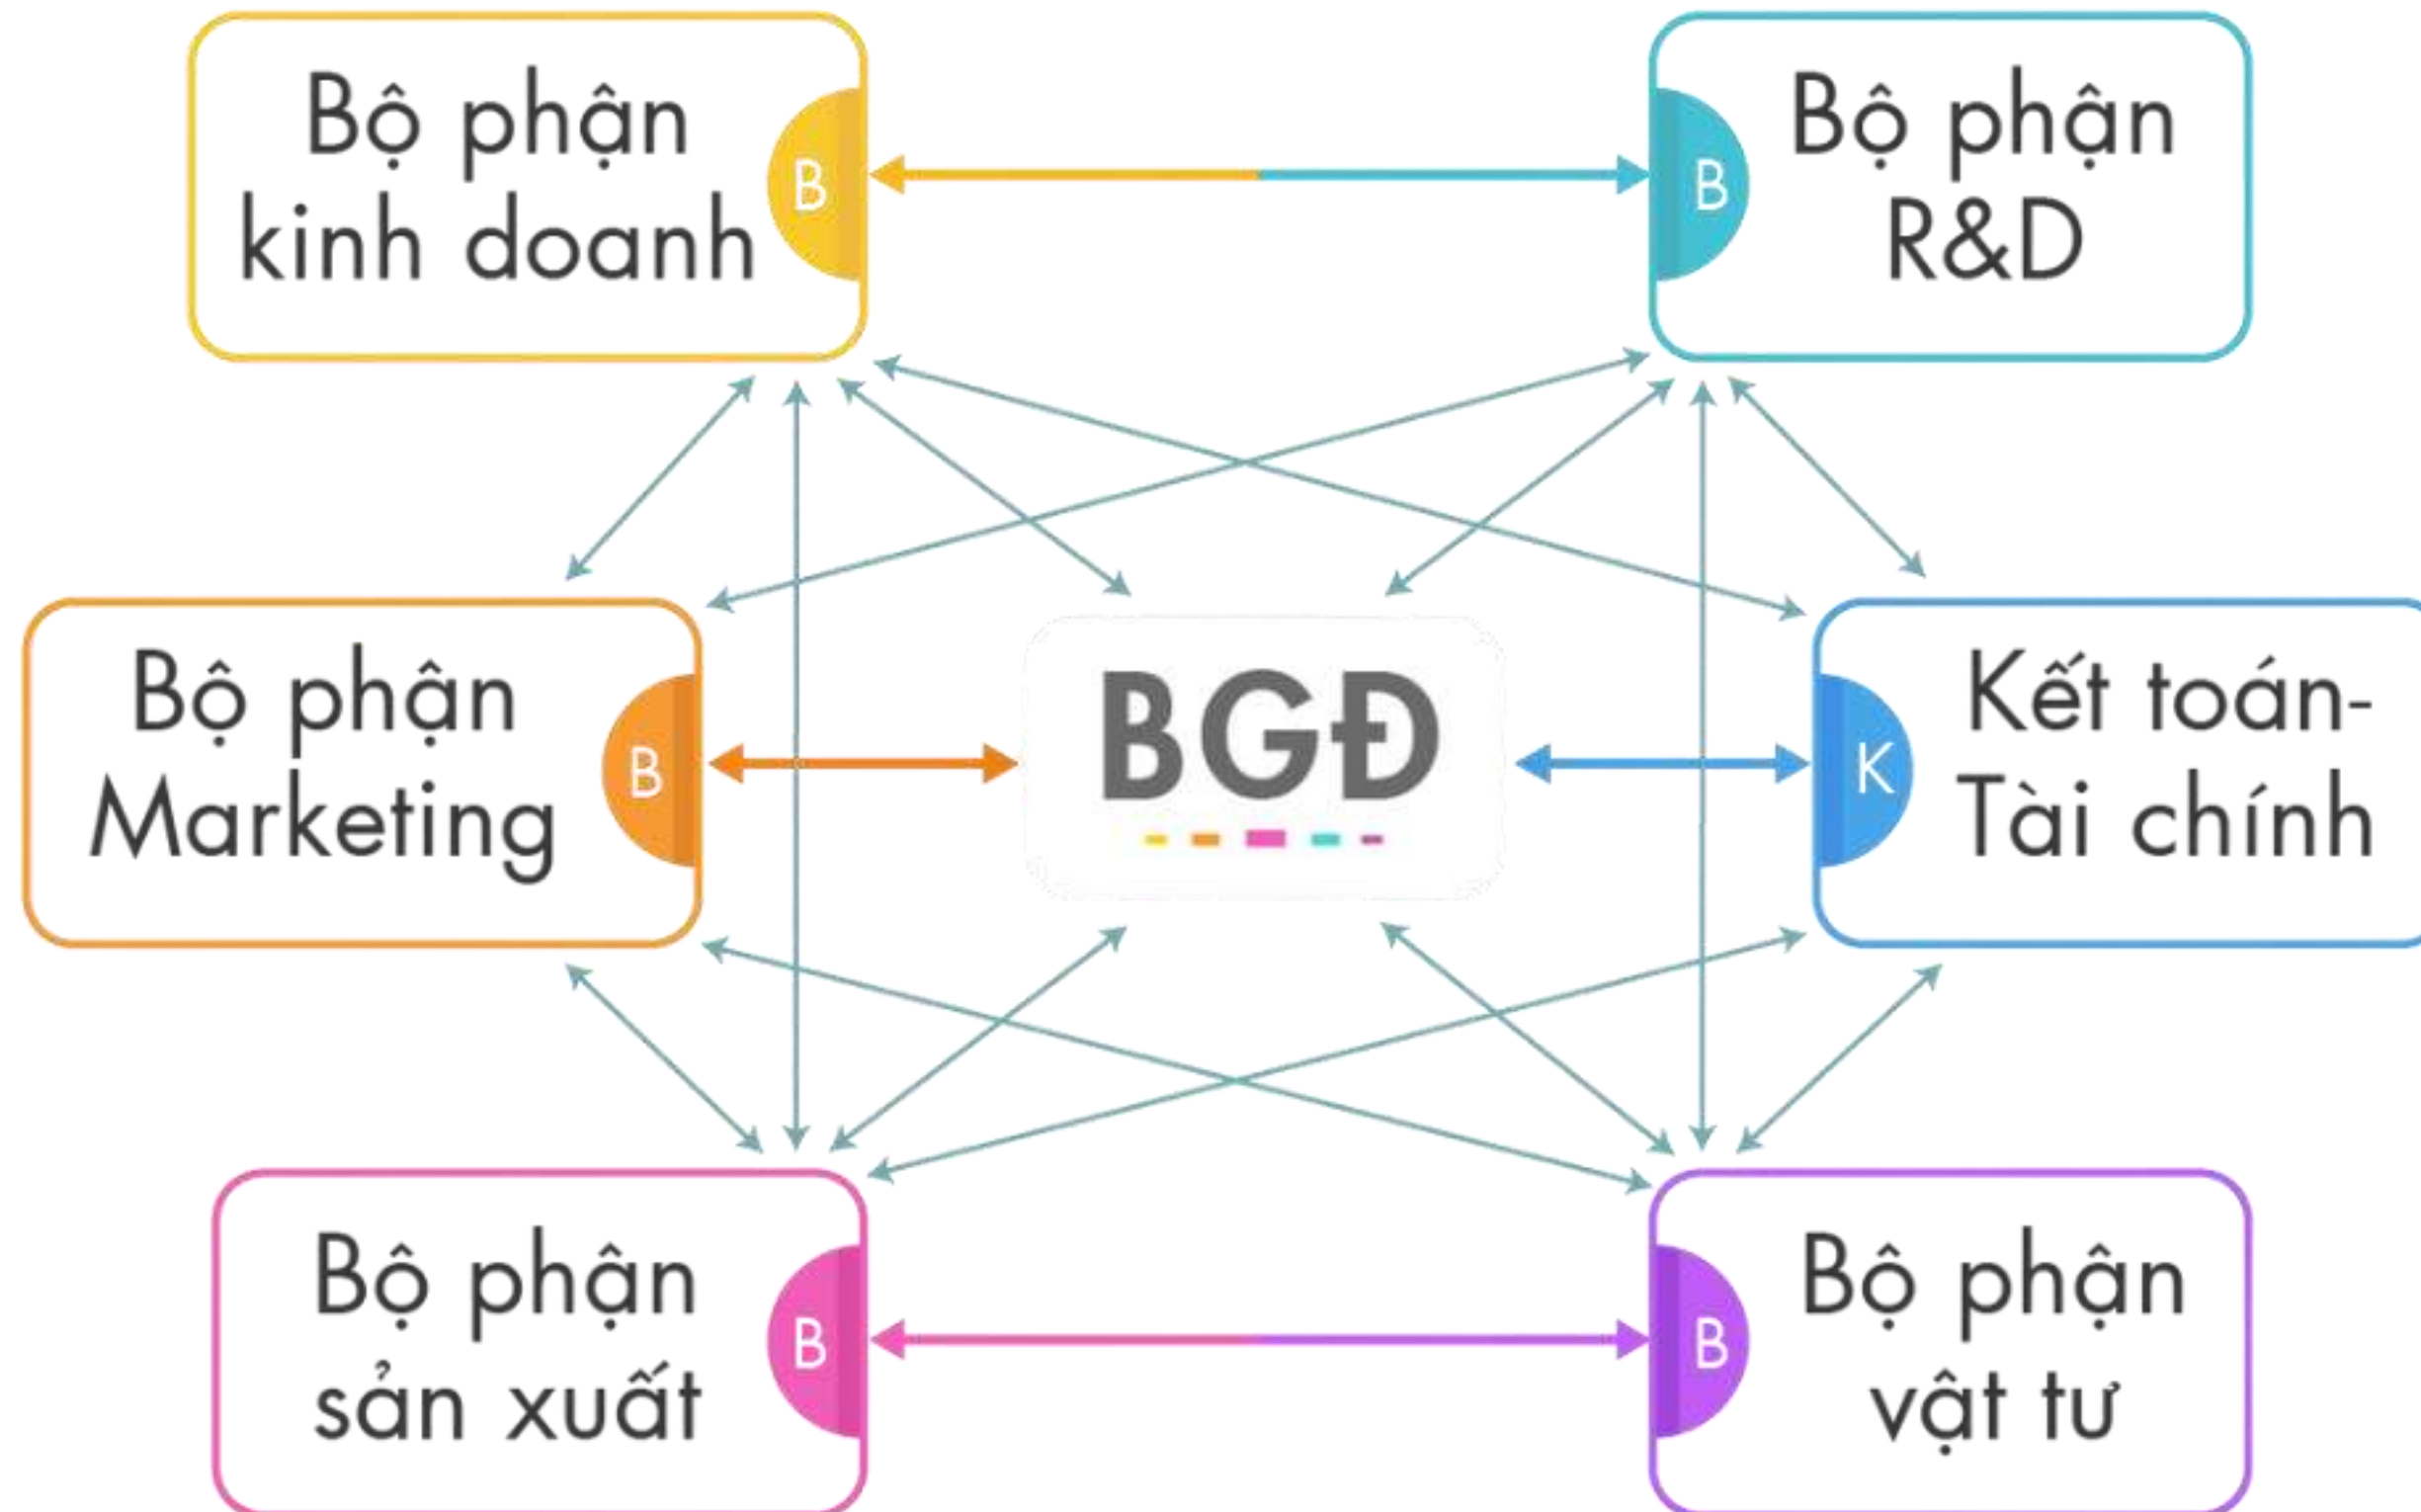 Bộ phận
kinh doanh
B
B
Bộ phận
R&D
Bộ phận
Marketing
B
BGĐ
K
Kết toán-
Tài chính
Bộ phận
sản xuất
B
B
Bộ phận
vật tư